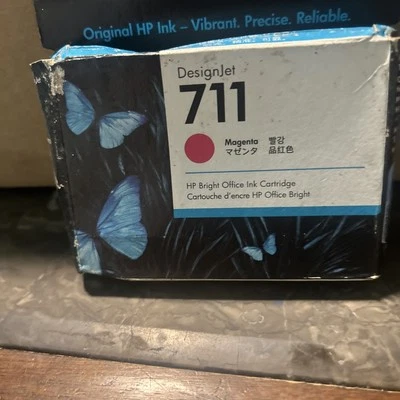 Original HP Ink – Vibrant. Precise. Reliable.
DesignJet
711
Magenta 빨강
マゼンタ 品红色
HP Bright Office Ink Cartridge
Cartouche d'encre HP Office Bright